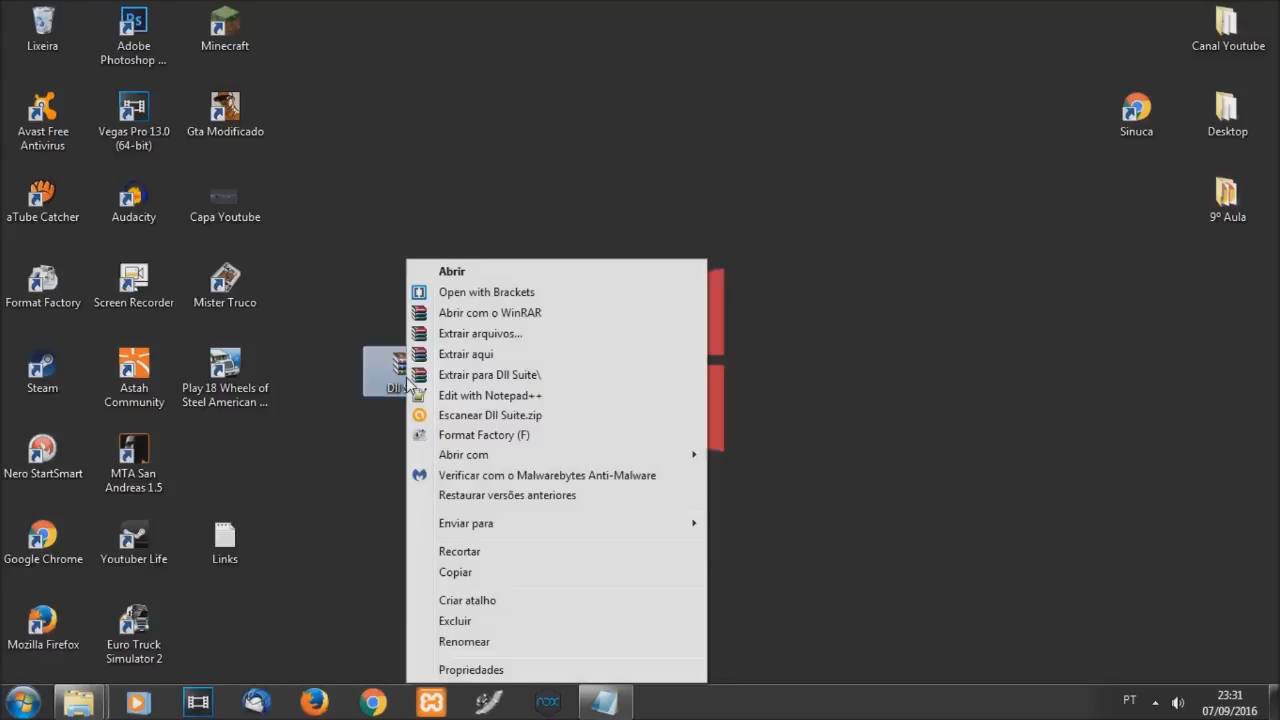 Lixeira
Adobe
Photoshop ...
Minecraft
Avast Free
Antivirus
Vegas Pro 13.0
(64-bit)
Gta Modificado
aTube Catcher
Audacity
Capa Youtube
Format Factory
Screen Recorder
Mister Truco
Steam
Astah
Community
Play 18 Wheels of
Steel American ...
Nero StartSmart
MTA San
Andreas 1.5
Google Chrome
Youtuber Life
Links
Mozilla Firefox
Euro Truck
Simulator 2
Dll
Abrir
Open with Brackets
Abrir com o WinRAR
Extrair arquivos...
Extrair aqui
Extrair para Dll Suite\
Edit with Notepad++
Escanear Dll Suite.zip
Format Factory (F)
Abrir com
Verificar com o Malwarebytes Anti-Malware
Restaurar versões anteriores
Enviar para
Recortar
Copiar
Criar atalho
Excluir
Renomear
Propriedades
Canal Youtube
Sinuca
Desktop
9º Aula
nox
PT
23:31
07/09/2016